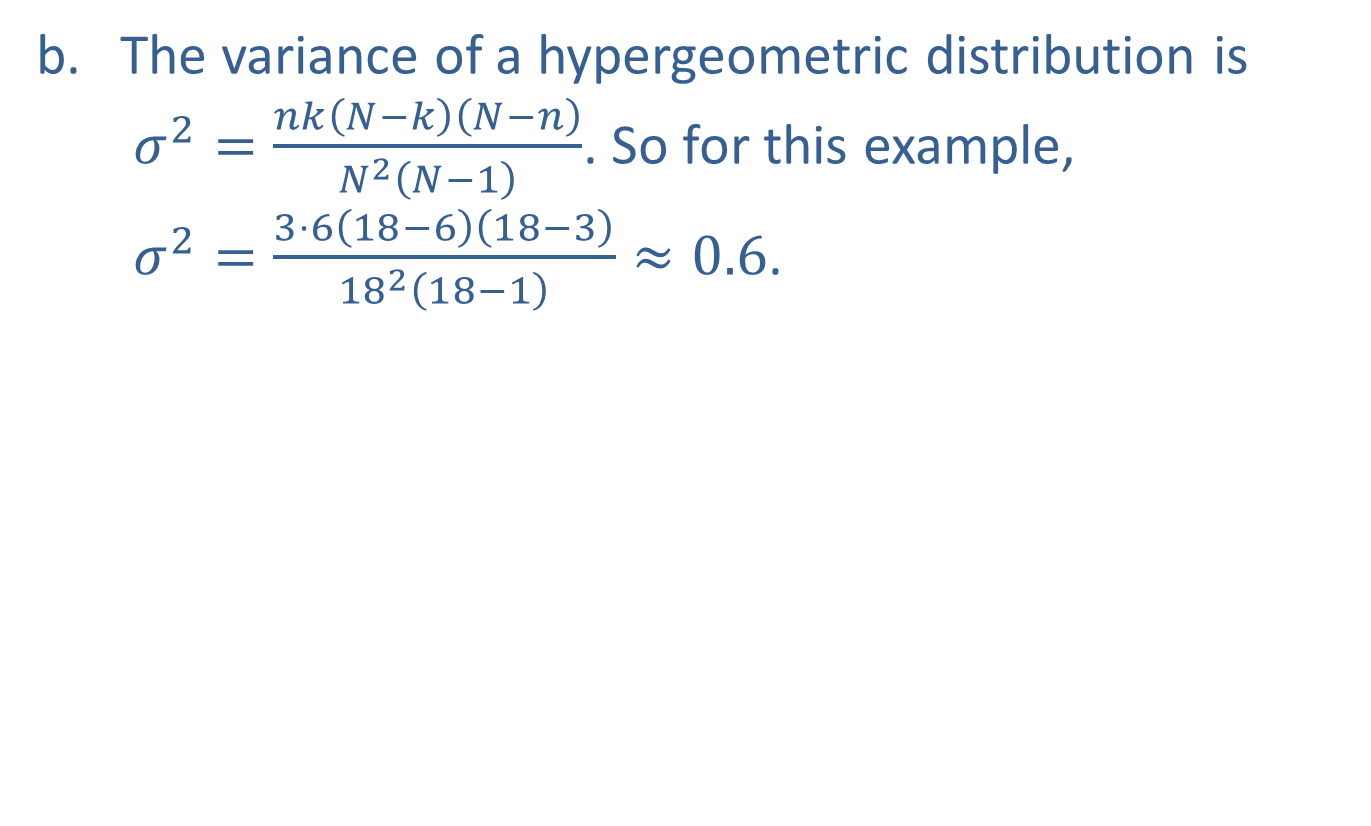 b. The variance of a hypergeometric distribution is
σ² = nk(N−k)(N−n) / N²(N−1). So for this example,
σ² = 3·6(18−6)(18−3) / 18²(18−1) ≈ 0.6.